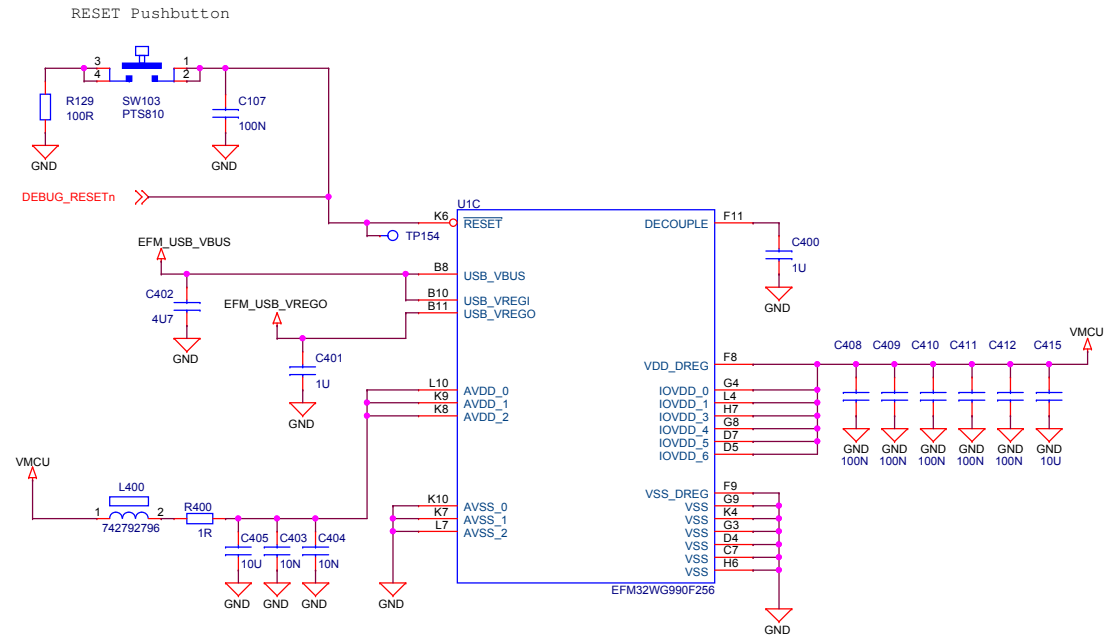 RESET Pushbutton
3
4
1
2
R129
100R
SW103
PTS810
C107
100N
GND
GND
DEBUG_RESETn
U1C
K6
RESET
TP154
DECOUPLE
F11
C400
1U
GND
EFM_USB_VBUS
B8
USB_VBUS
C402
4U7
GND
EFM_USB_VREGO
B10
USB_VREGI
B11
USB_VREGO
C401
1U
GND
L10
AVDD_0
K9
AVDD_1
K8
AVDD_2
VDD_DREG
F8
IOVDD_0
G4
IOVDD_1
L4
IOVDD_3
H7
IOVDD_4
G8
IOVDD_5
D7
IOVDD_6
D5
C408
C409
C410
C411
C412
C415
VMCU
GND
GND
GND
GND
GND
GND
100N
100N
100N
100N
100N
10U
VMCU
L400
1
2
742792796
R400
1R
C405
10U
C403
10N
C404
10N
GND
GND
GND
K10
AVSS_0
K7
AVSS_1
L7
AVSS_2
GND
VSS_DREG
F9
VSS
G9
VSS
K4
VSS
G3
VSS
D4
VSS
C7
VSS
H6
EFM32WG990F256
GND